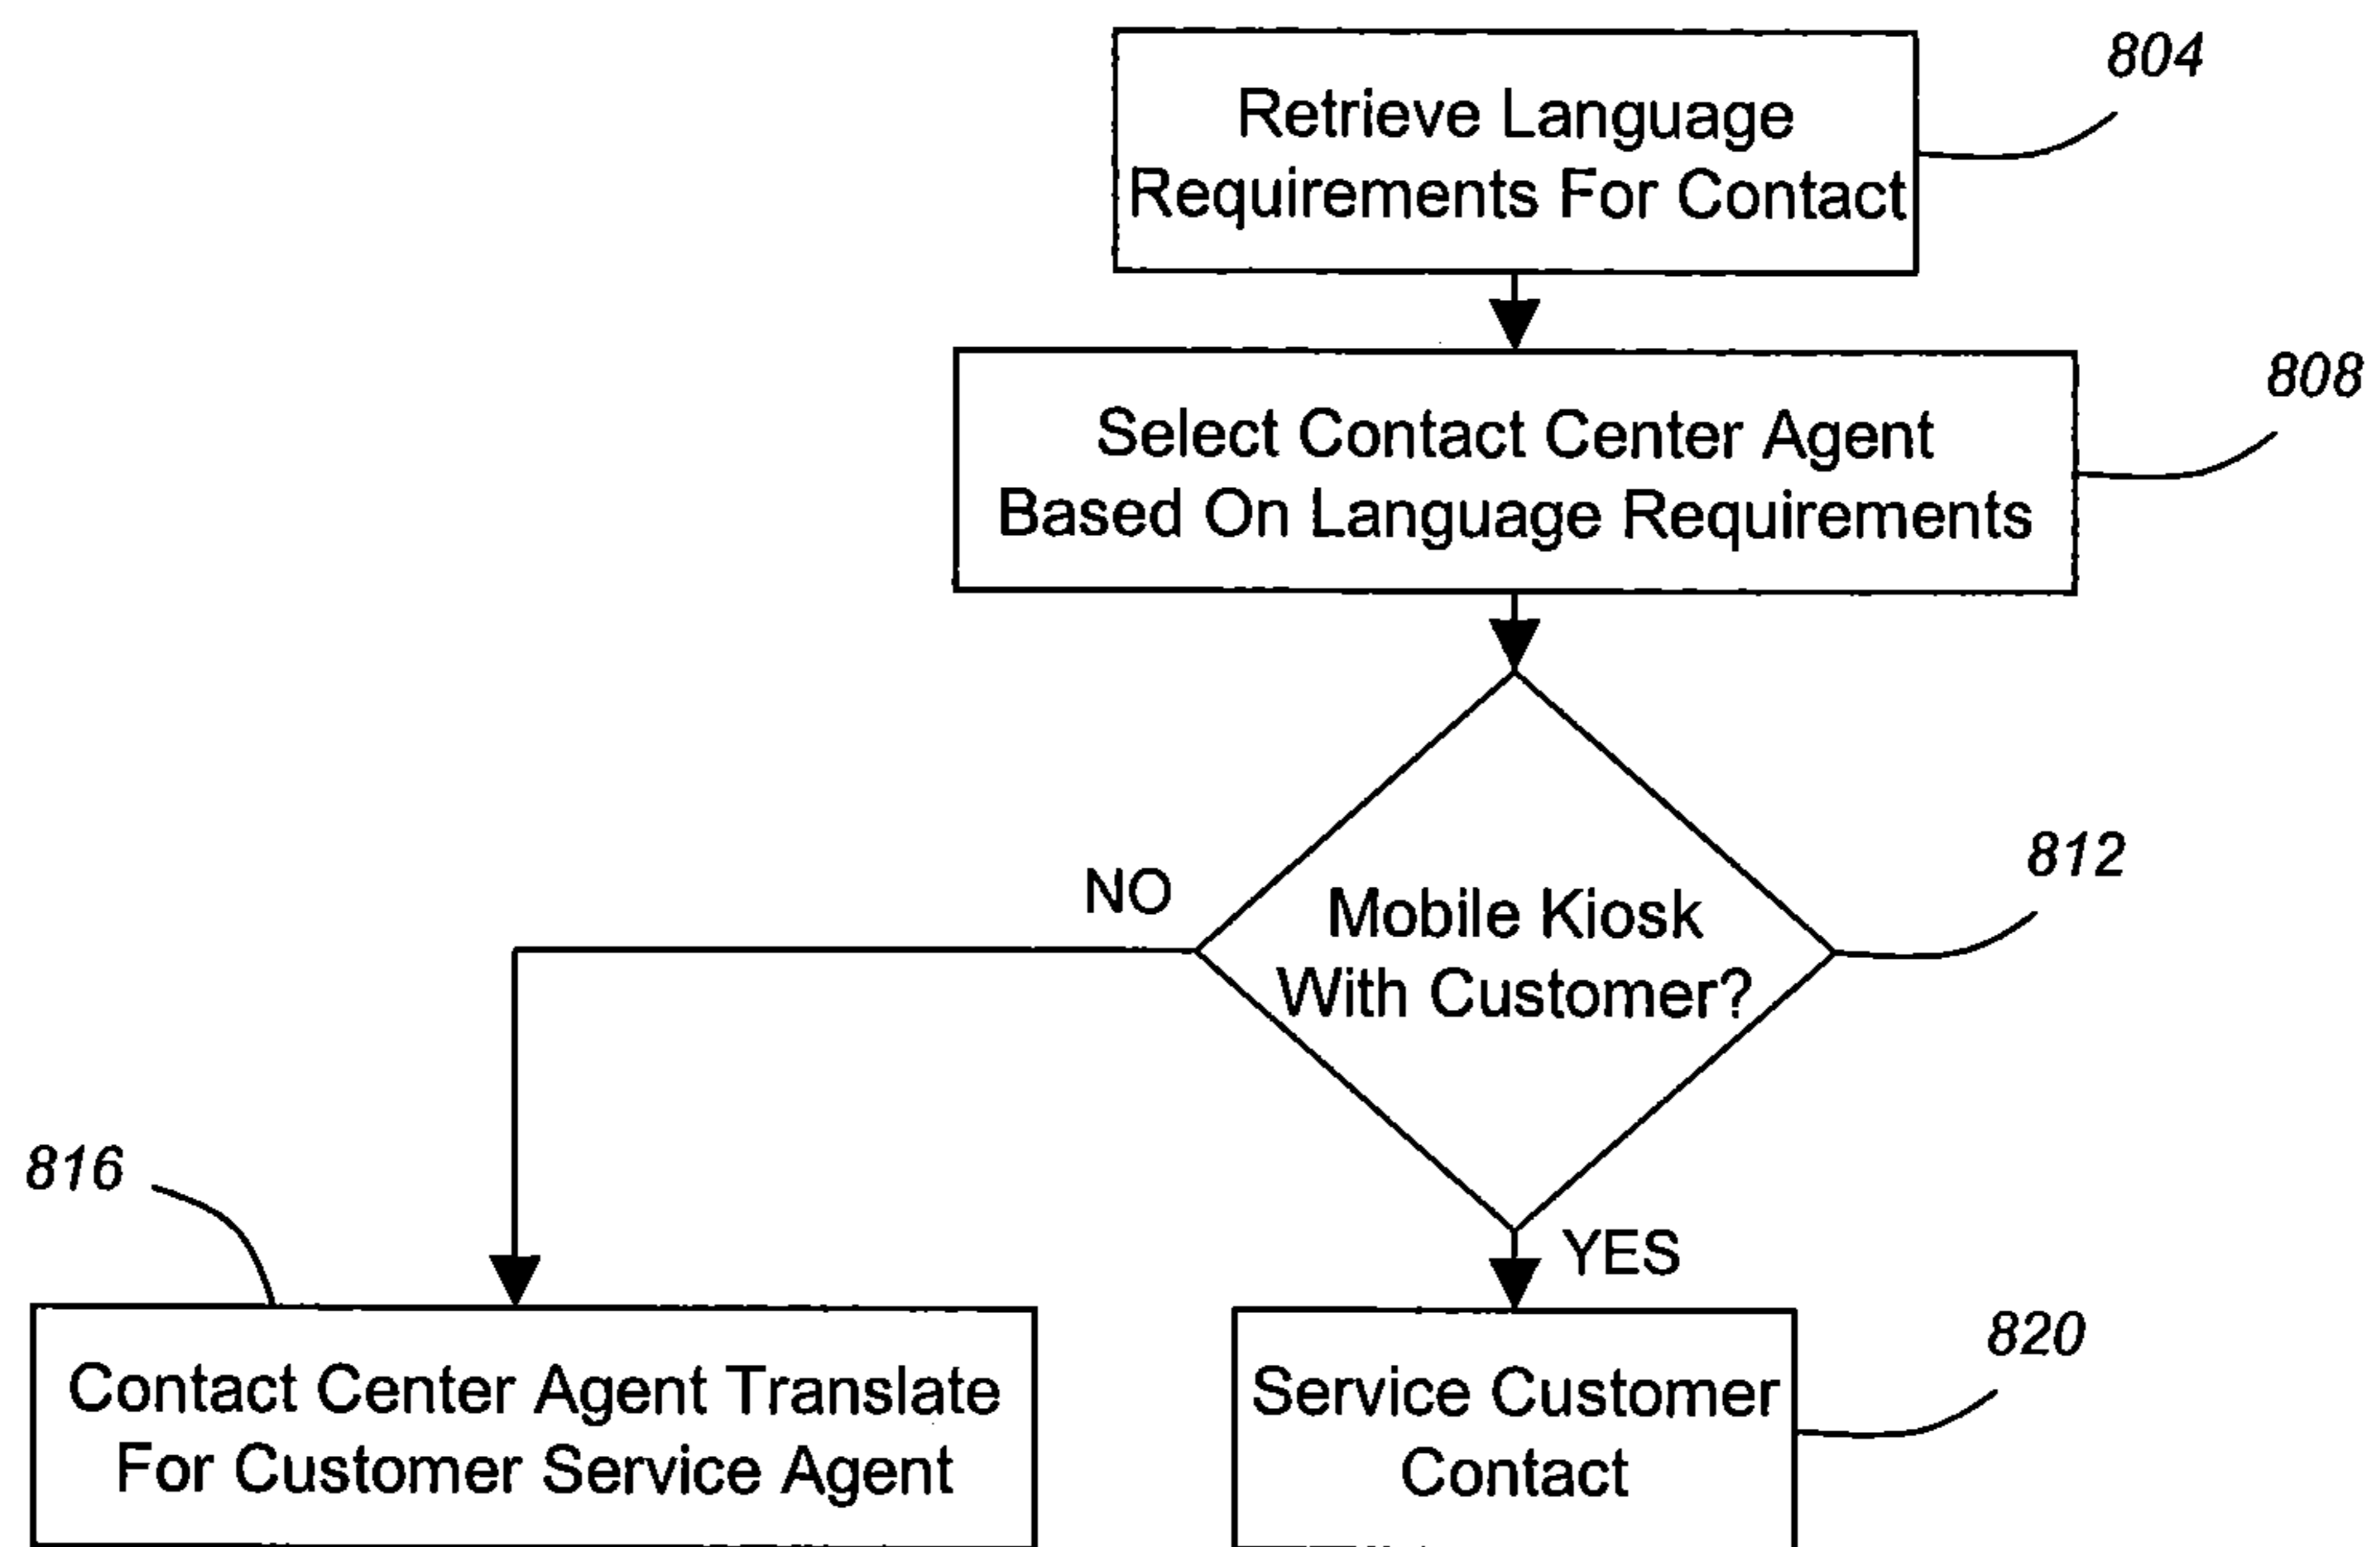 804
Retrieve Language
Requirements For Contact
808
Select Contact Center Agent
Based On Language Requirements
812
NO
Mobile Kiosk
With Customer?
YES
816
Contact Center Agent Translate
For Customer Service Agent
820
Service Customer
Contact